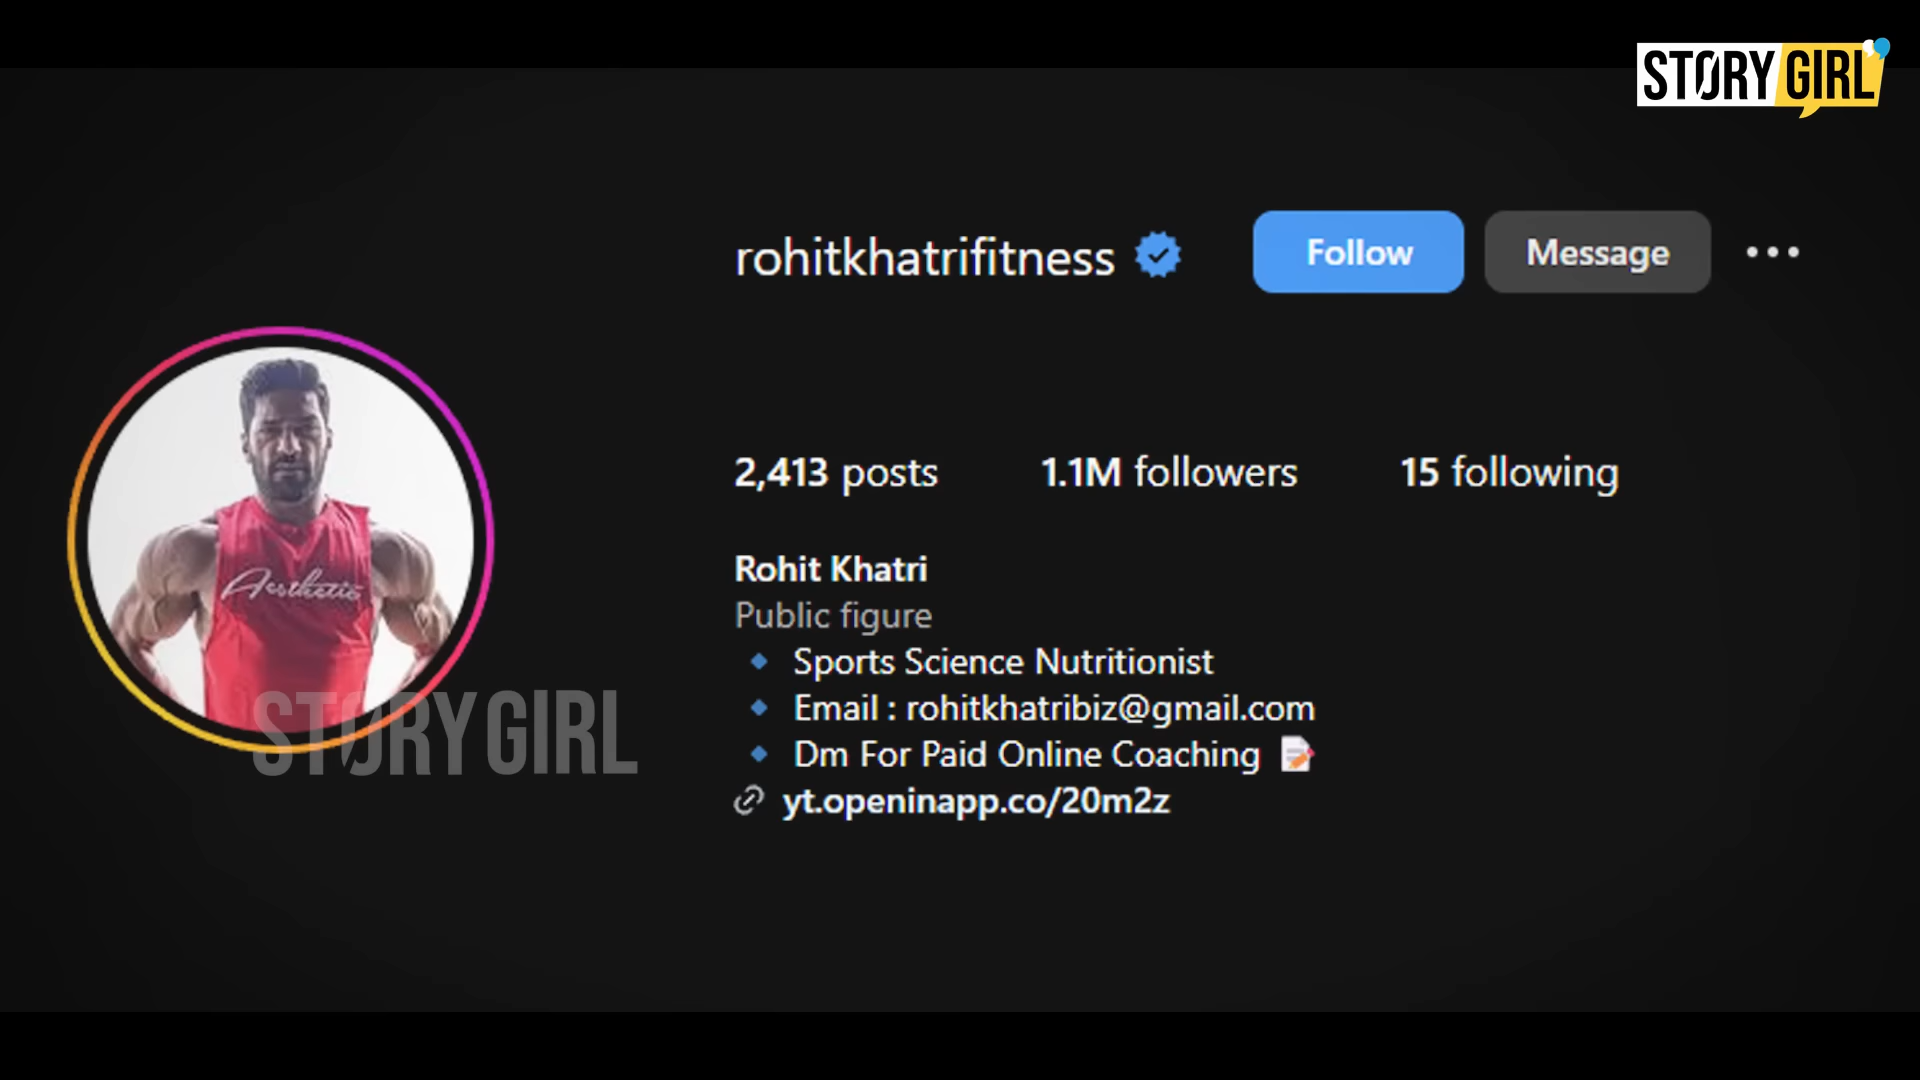 STORY GIRL
rohitkhatrifitness
Follow
Message
2,413 posts
1.1M followers
15 following
Rohit Khatri
Public figure
Sports Science Nutritionist
Email : rohitkhatribiz@gmail.com
Dm For Paid Online Coaching
yt.openinapp.co/20m2z
Aesthetic
STORY GIRL